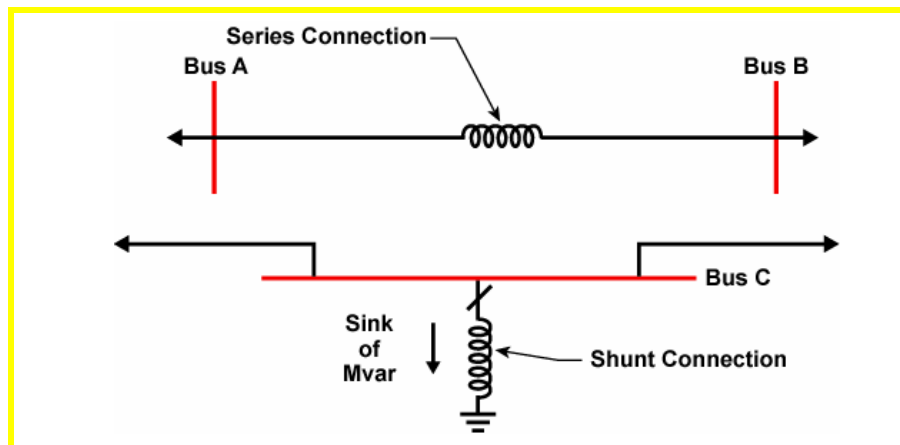 Series Connection
Bus A
Bus B
Bus C
Sink
of
Mvar
Shunt Connection